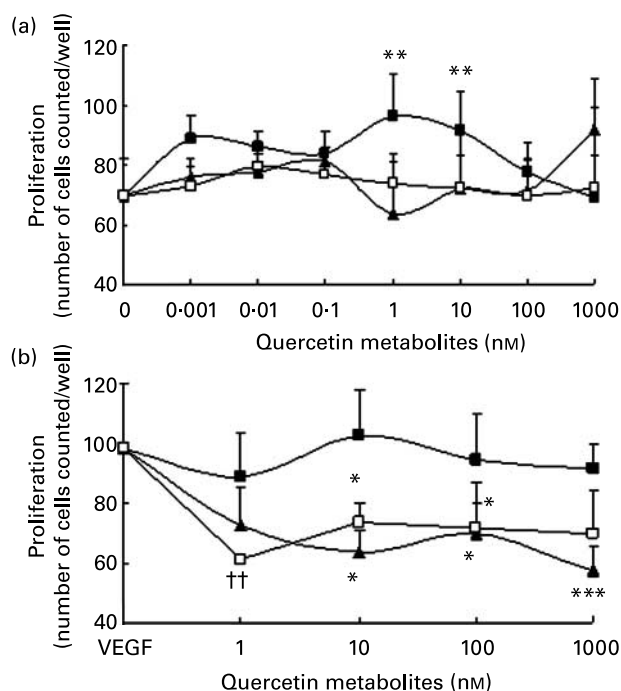 (a)
120
100
80
60
40
Proliferation
(number of cells counted/well)
** **
0 0·001 0·01 0·1 1 10 100 1000
Quercetin metabolites (nM)
(b)
120
100
80
60
40
Proliferation
(number of cells counted/well)
*
*
††
*
*
***
VEGF 1 10 100 1000
Quercetin metabolites (nM)